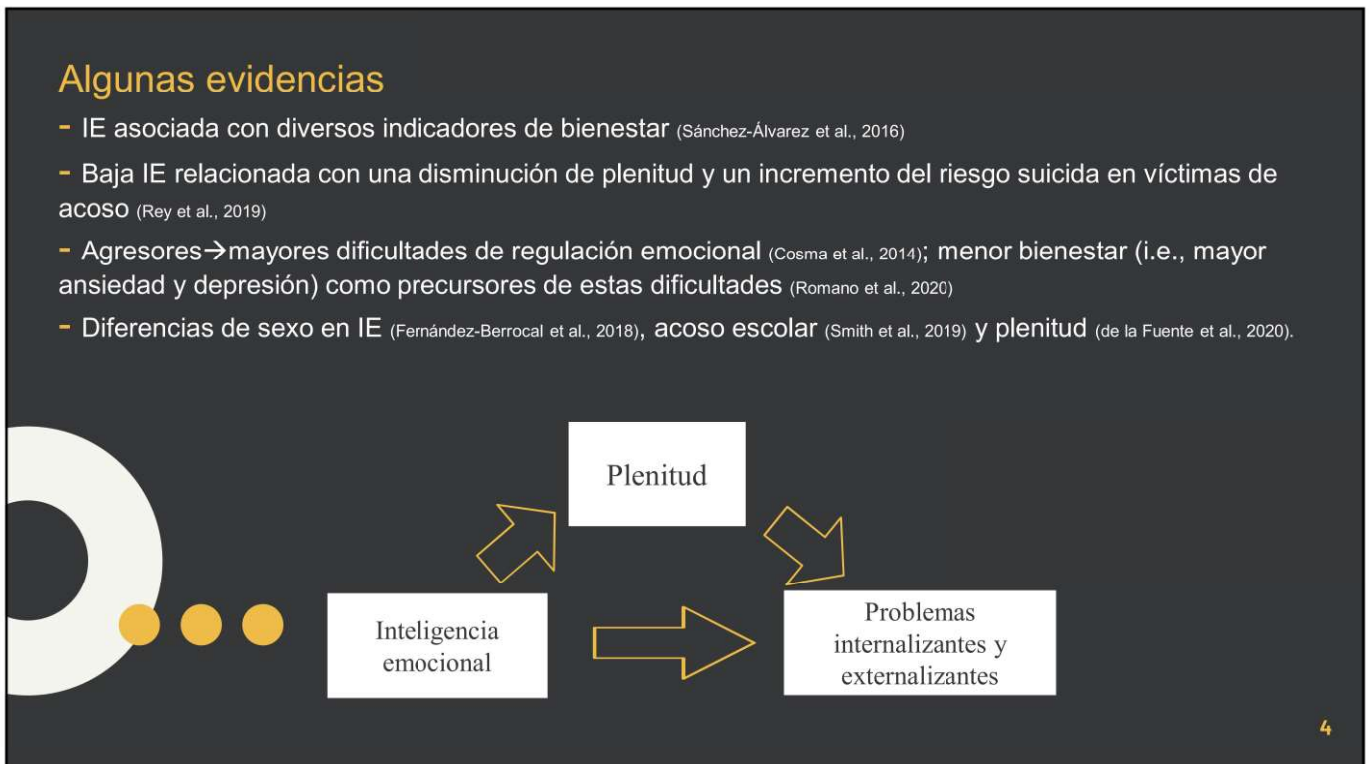 Algunas evidencias
- IE asociada con diversos indicadores de bienestar (Sánchez-Álvarez et al., 2016)
- Baja IE relacionada con una disminución de plenitud y un incremento del riesgo suicida en víctimas de
acoso (Rey et al., 2019)
- Agresores→mayores dificultades de regulación emocional (Cosma et al., 2014); menor bienestar (i.e., mayor
ansiedad y depresión) como precursores de estas dificultades (Romano et al., 2020)
- Diferencias de sexo en IE (Fernández-Berrocal et al., 2018), acoso escolar (Smith et al., 2019) y plenitud (de la Fuente et al., 2020).
Plenitud
Inteligencia
emocional
Problemas
internalizantes y
externalizantes
4